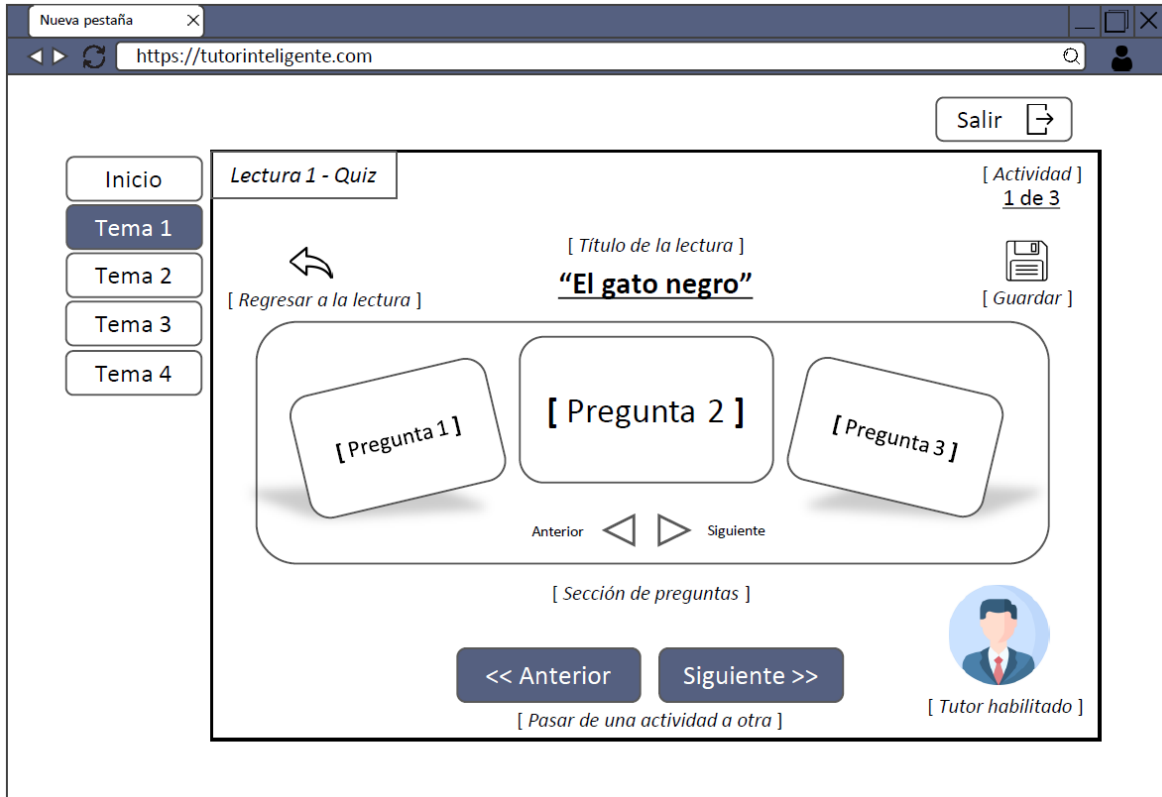 Nueva pestaña
https://tutorinteligente.com
Salir
Inicio
Tema 1
Tema 2
Tema 3
Tema 4
Lectura 1 - Quiz
[ Actividad ]
1 de 3
[ Regresar a la lectura ]
[ Título de la lectura ]
“El gato negro”
[ Guardar ]
[ Pregunta 1 ]
[ Pregunta 2 ]
[ Pregunta 3 ]
Anterior
Siguiente
[ Sección de preguntas ]
<< Anterior
Siguiente >>
[ Pasar de una actividad a otra ]
[ Tutor habilitado ]